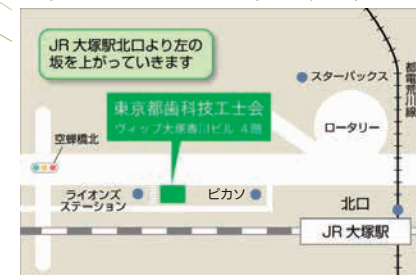 JR 大塚駅北口より左の
坂を上がっていきます
スターバックス
都電荒川線
東京都歯科技工士会
ヴィップ大塚香川ビル 4階
ロータリー
空蝉橋北
ライオンズ
ステーション
ピカソ
北口
JR 大塚駅